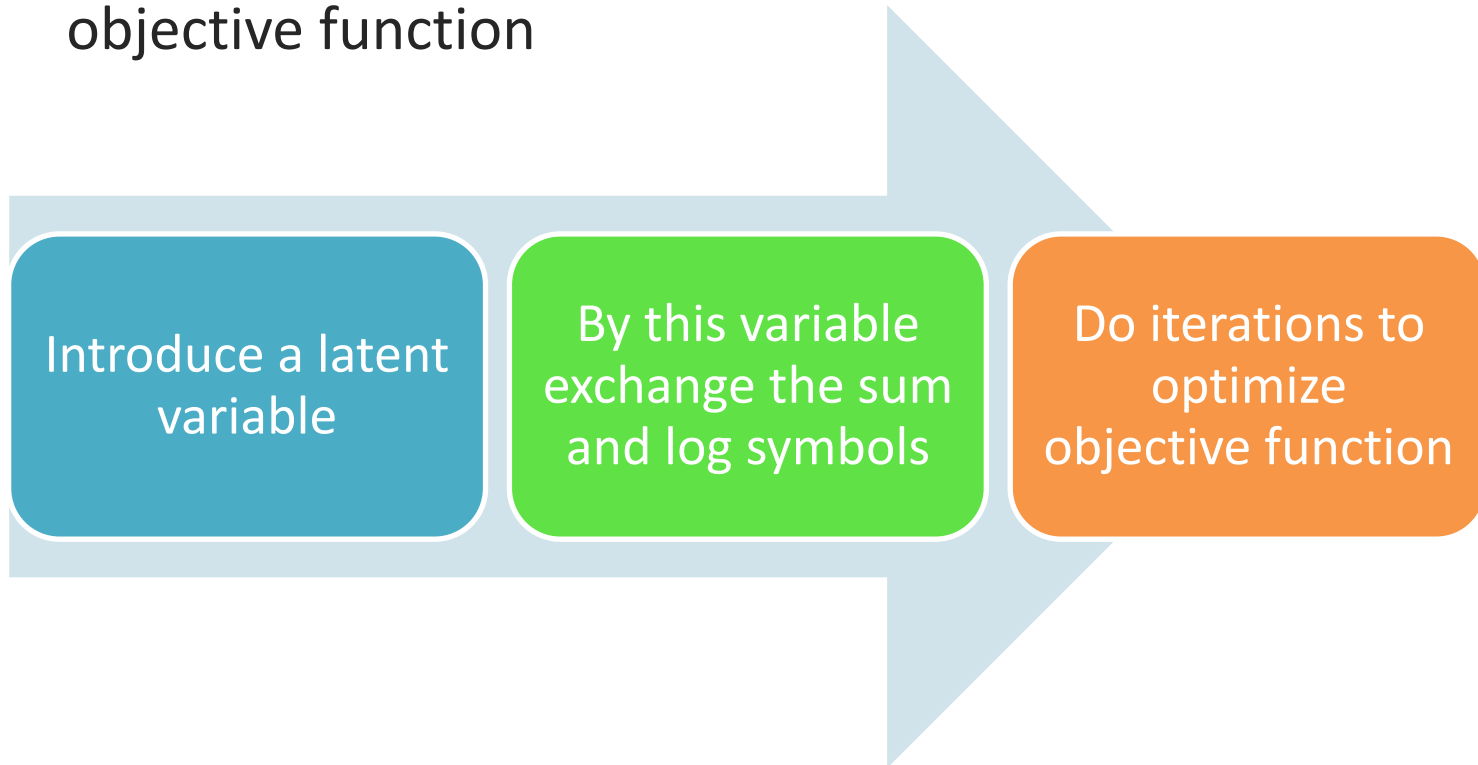 objective function
Introduce a latent
variable
By this variable
exchange the sum
and log symbols
Do iterations to
optimize
objective function